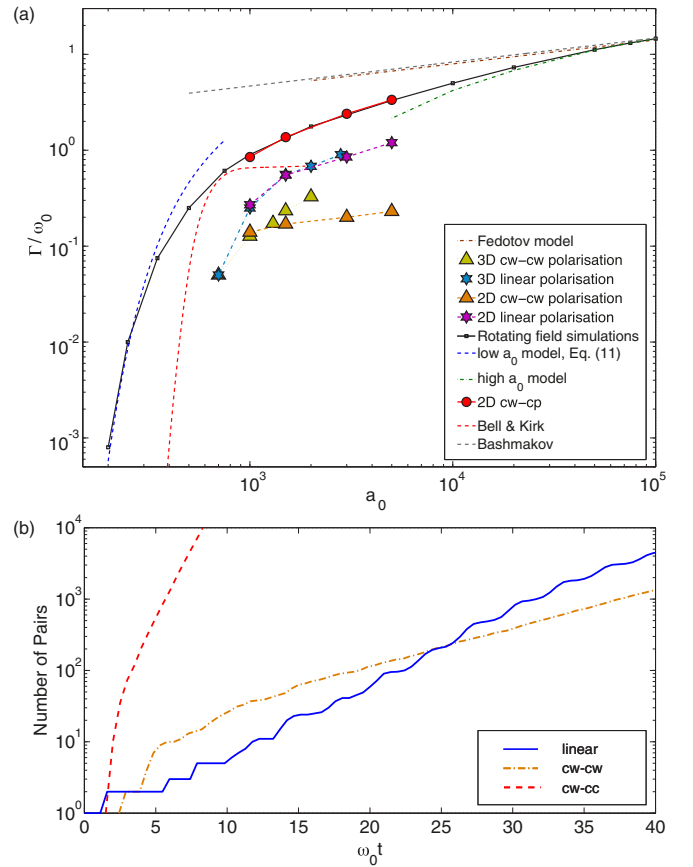 (a)
1
10^0
10^-1
10^-2
10^-3
Γ/ω0
10^3
10^4
10^5
a0
Fedotov model
3D cw-cw polarisation
3D linear polarisation
2D cw-cw polarisation
2D linear polarisation
Rotating field simulations
low a0 model, Eq. (11)
high a0 model
2D cw-cp
Bell & Kirk
Bashmakov
(b)
10^4
10^3
10^2
10^1
10^0
Number of Pairs
0 5 10 15 20 25 30 35 40
ω0t
linear
cw-cw
cw-cc